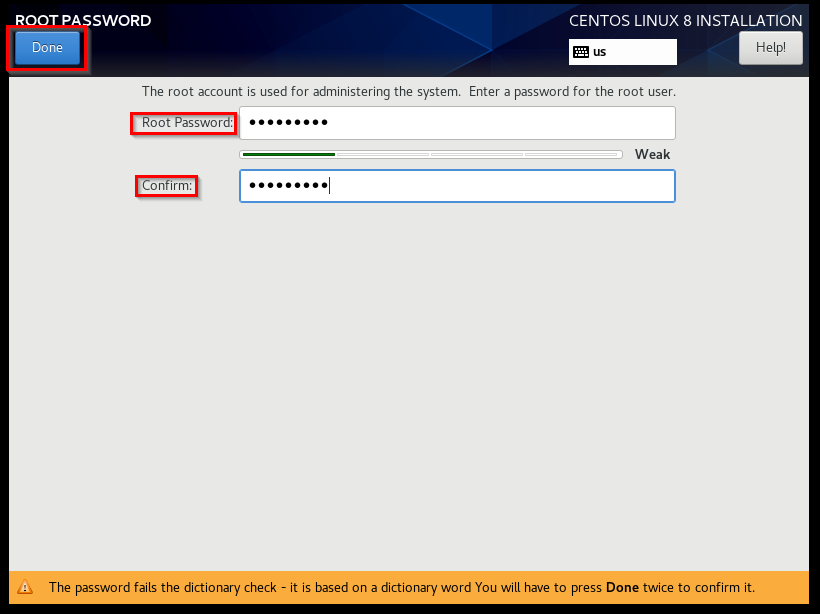 ROOT PASSWORD
CENTOS LINUX 8 INSTALLATION
Done
us
Help!
The root account is used for administering the system. Enter a password for the root user.
Root Password: •••••••••
Weak
Confirm: •••••••••
The password fails the dictionary check - it is based on a dictionary word You will have to press Done twice to confirm it.